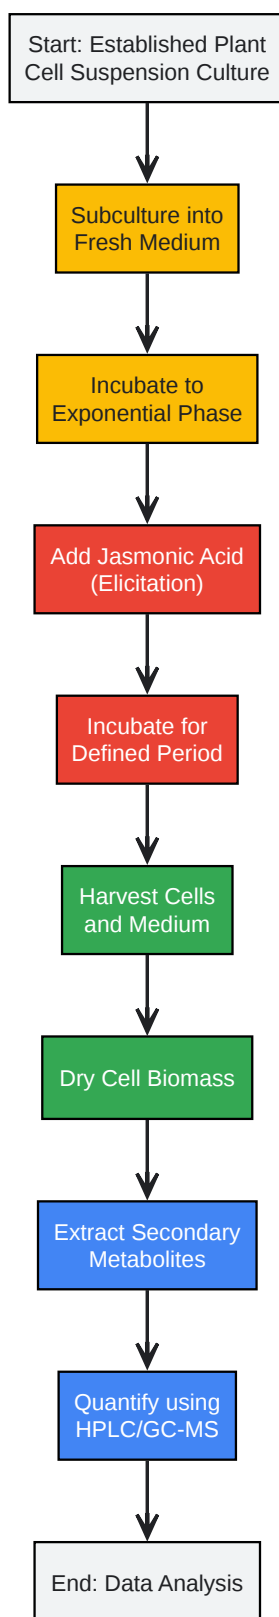 Start: Established Plant
Cell Suspension Culture
Subculture into
Fresh Medium
Incubate to
Exponential Phase
Add Jasmonic Acid
(Elicitation)
Incubate for
Defined Period
Harvest Cells
and Medium
Dry Cell Biomass
Extract Secondary
Metabolites
Quantify using
HPLC/GC-MS
End: Data Analysis